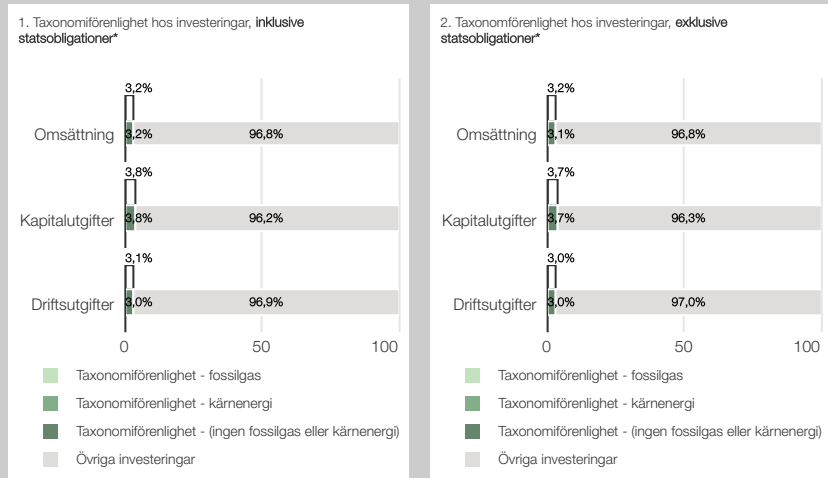 1. Taxonomiförenlighet hos investeringar, inklusive
statsobligationer*
3,2%
Omsättning 3,2% 96,8%
3,8%
Kapitalutgifter 3,8% 96,2%
3,1%
Driftsutgifter 3,0% 96,9%
0 50 100
Taxonomiförenlighet - fossilgas
Taxonomiförenlighet - kärnenergi
Taxonomiförenlighet - (ingen fossilgas eller kärnenergi)
Övriga investeringar
2. Taxonomförenlighet hos investeringar, exklusive
statsobligationer*
3,2%
Omsättning 3,1% 96,8%
3,7%
Kapitalutgifter 3,7% 96,3%
3,0%
Driftsutgifter 3,0% 97,0%
0 50 100
Taxonomiförenlighet - fossilgas
Taxonomiförenlighet - kärnenergi
Taxonomiförenlighet - (ingen fossilgas eller kärnenergi)
Övriga investeringar